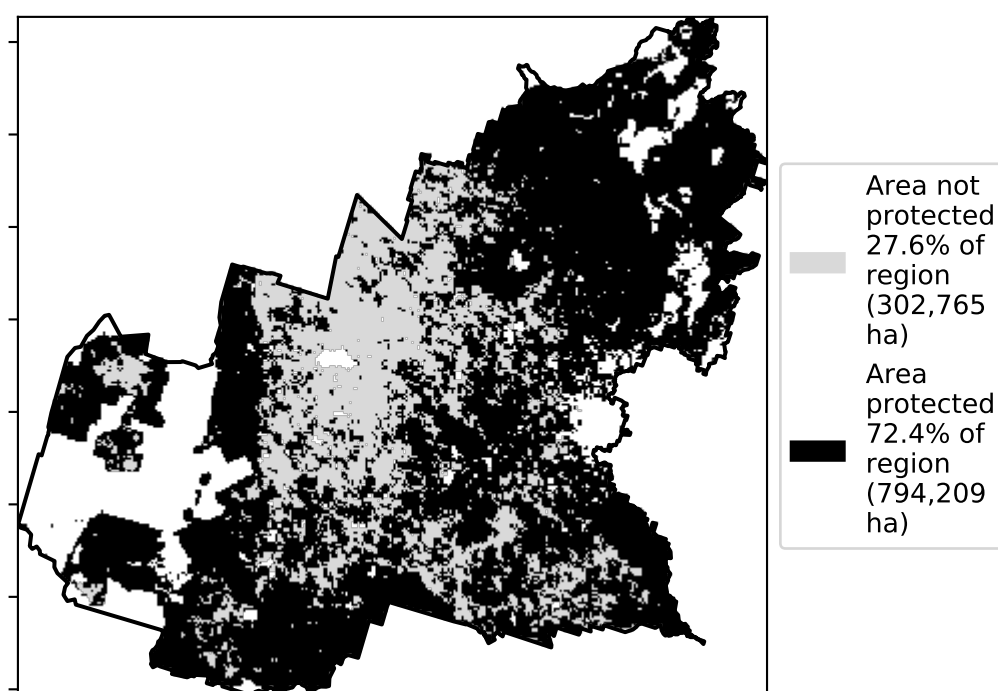 Area not
protected
27.6% of
region
(302,765
ha)
Area
protected
72.4% of
region
(794,209
ha)